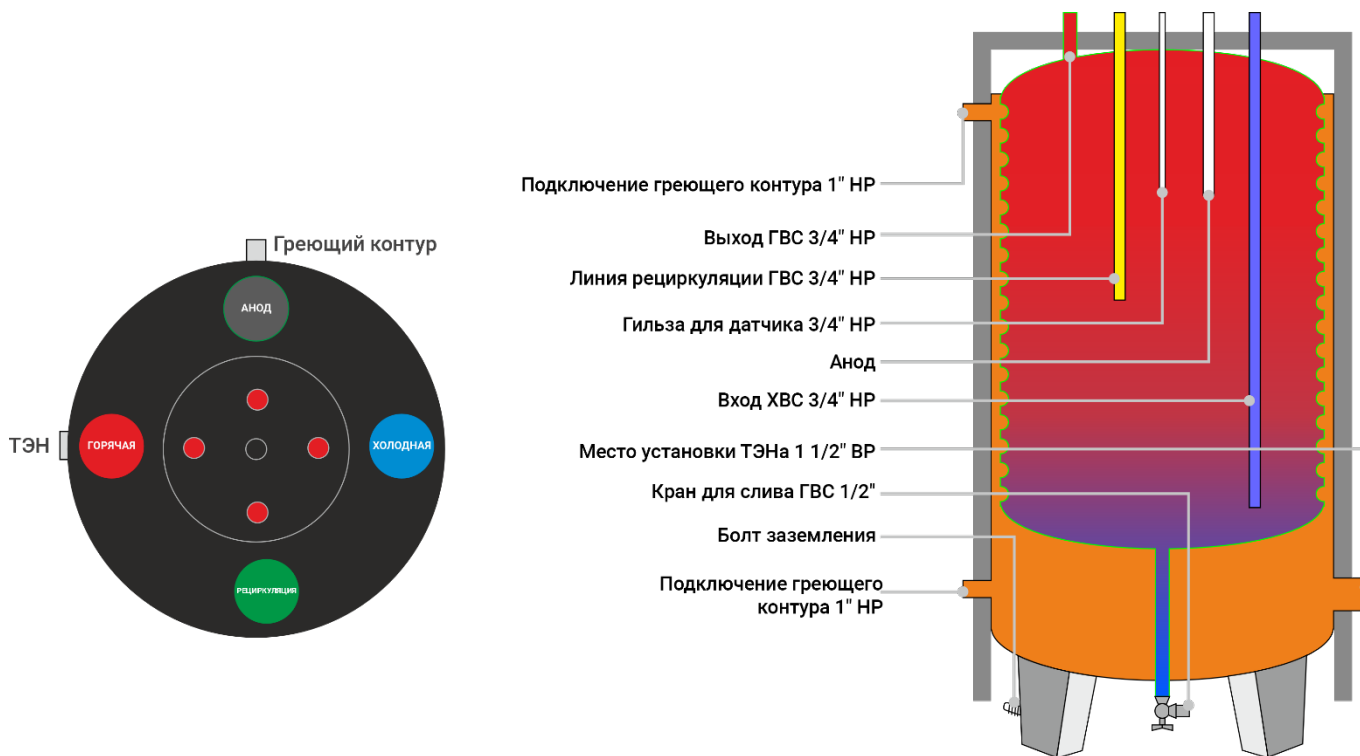 Греющий контур
АНОД
ТЭН
ГОРЯЧАЯ
ХОЛОДНАЯ
РЕЦИРКУЛЯЦИЯ
Подключение греющего контура 1" НР
Выход ГВС 3/4" НР
Линия рециркуляции ГВС 3/4" НР
Гильза для датчика 3/4" НР
Анод
Вход ХВС 3/4" НР
Место установки ТЭНа 1 1/2" ВР
Кран для слива ГВС 1/2"
Болт заземления
Подключение греющего
контура 1" НР